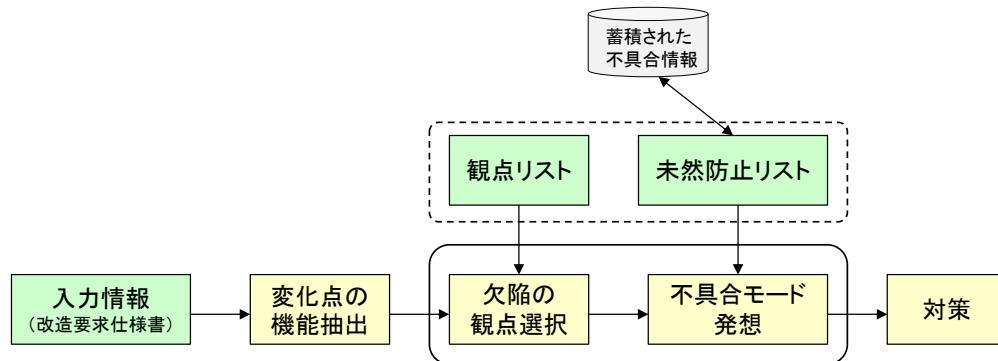 蓄積された
不具合情報
観点リスト
未然防止リスト
入力情報
（改造要求仕様書）
変化点の
機能抽出
欠陥の
観点選択
不具合モード
発想
対策